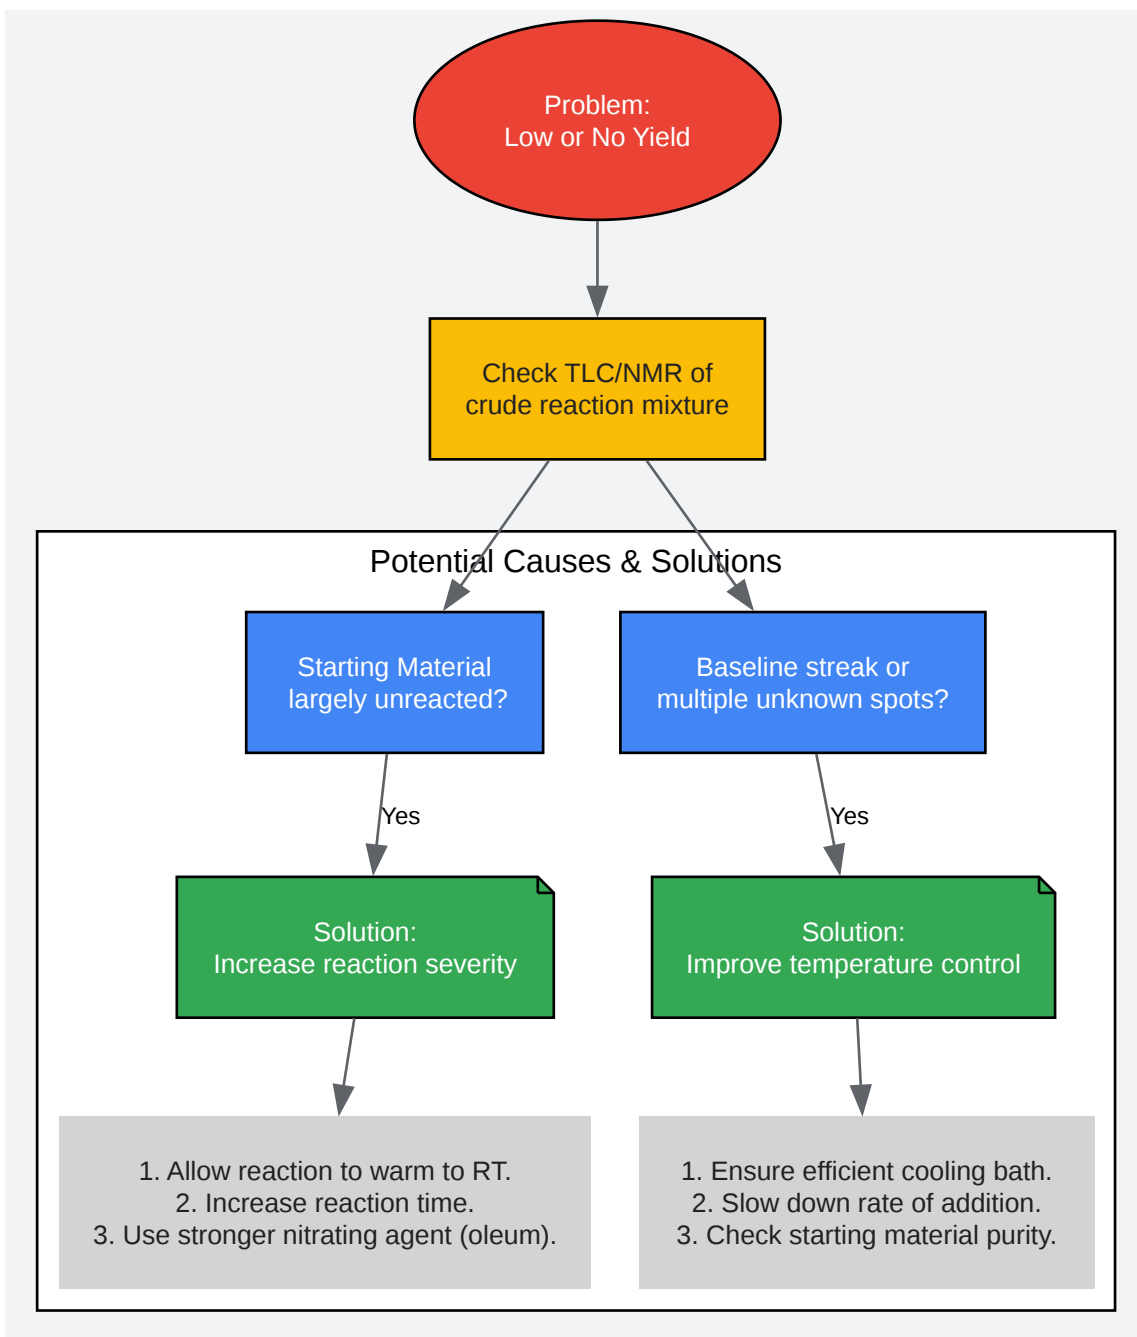 Problem:
Low or No Yield
Check TLC/NMR of
crude reaction mixture
Potential Causes & Solutions
Starting Material
largely unreacted?
Baseline streak or
multiple unknown spots?
Yes
Yes
Solution:
Increase reaction severity
Solution:
Improve temperature control
1. Allow reaction to warm to RT.
2. Increase reaction time.
3. Use stronger nitrating agent (oleum).
1. Ensure efficient cooling bath.
2. Slow down rate of addition.
3. Check starting material purity.